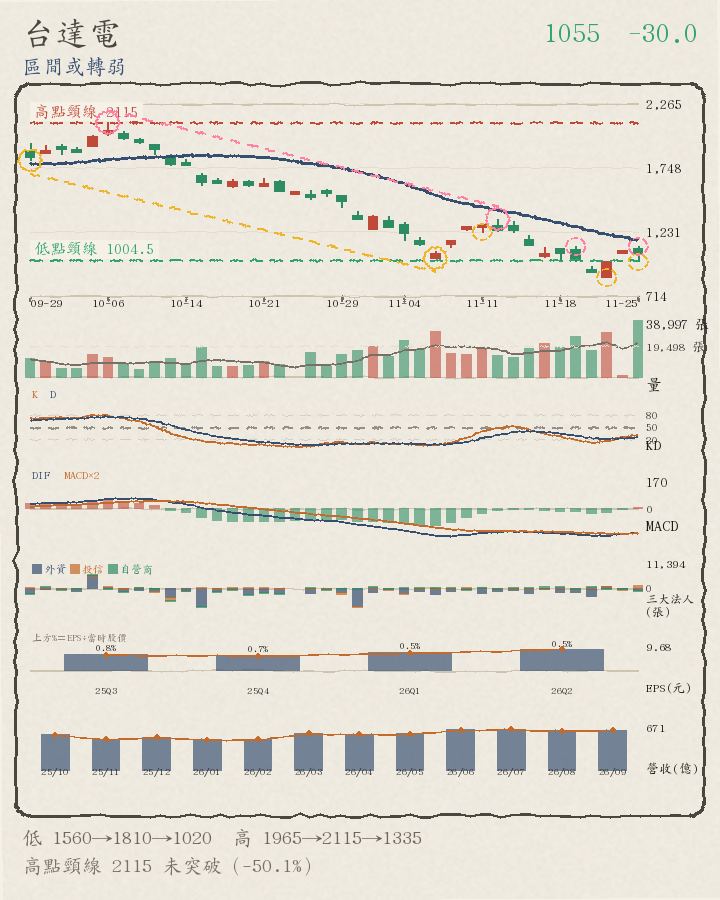 台達電
1055 -30.0
區間或轉弱
高點頸線 2115
2,265
1,748
1,231
低點頸線 1004.5
714
09-29 10-06 10-14 10-21 10-29 11-04 11-11 11-18 11-25
38,997 張
19,498 張
量
K D
80
50
20
KD
DIF MACD×2
170
0
MACD
11,394
外資 投信 自營商
0
三大法人
(張)
上方%=EPS÷當時股價
0.8% 0.7% 0.5% 0.5%
9.68
25Q3 25Q4 26Q1 26Q2
EPS(元)
671
營收(億)
25/10 25/11 25/12 26/01 26/02 26/03 26/04 26/05 26/06 26/07 26/08 26/09
低 1560→1810→1020 高 1965→2115→1335
高點頸線 2115 未突破 (-50.1%)